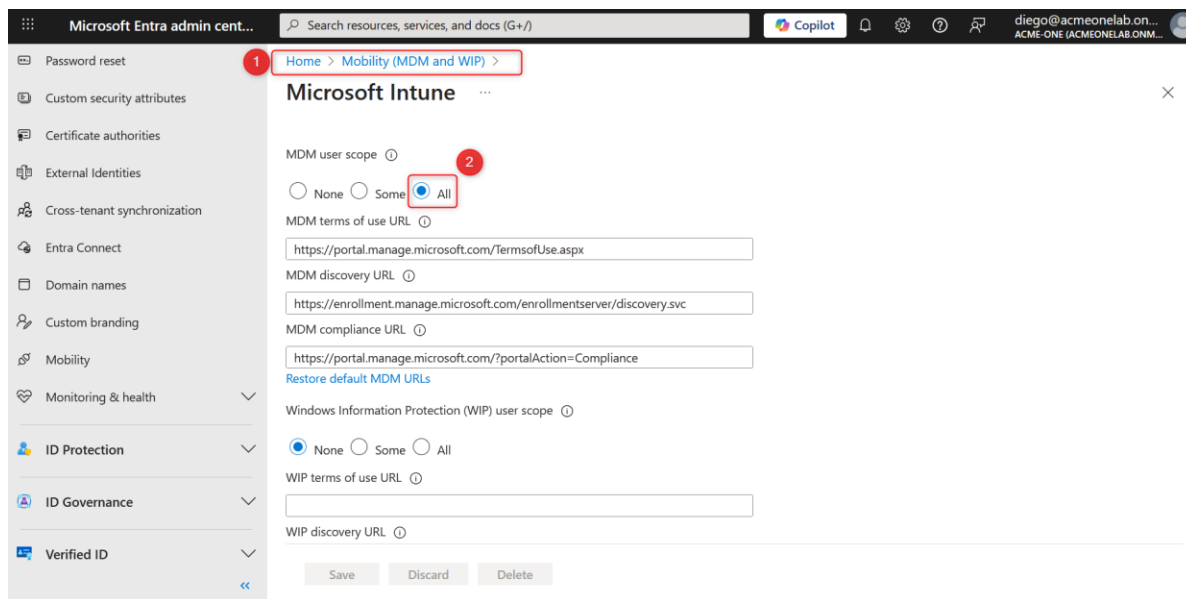 Microsoft Entra admin cent...
Search resources, services, and docs (G+/)
Copilot
diego@acmeonelab.on...
ACME-ONE (ACMEONELAB.ONM...
Password reset
Custom security attributes
Certificate authorities
External Identities
Cross-tenant synchronization
Entra Connect
Domain names
Custom branding
Mobility
Monitoring & health
ID Protection
ID Governance
Verified ID
«
1
Home > Mobility (MDM and WIP) >
Microsoft Intune ...
MDM user scope
2
None Some All
MDM terms of use URL
https://portal.manage.microsoft.com/TermsofUse.aspx
MDM discovery URL
https://enrollment.manage.microsoft.com/enrollmentserver/discovery.svc
MDM compliance URL
https://portal.manage.microsoft.com/?portalAction=Compliance
Restore default MDM URLs
Windows Information Protection (WIP) user scope
None Some All
WIP terms of use URL
WIP discovery URL
Save Discard Delete